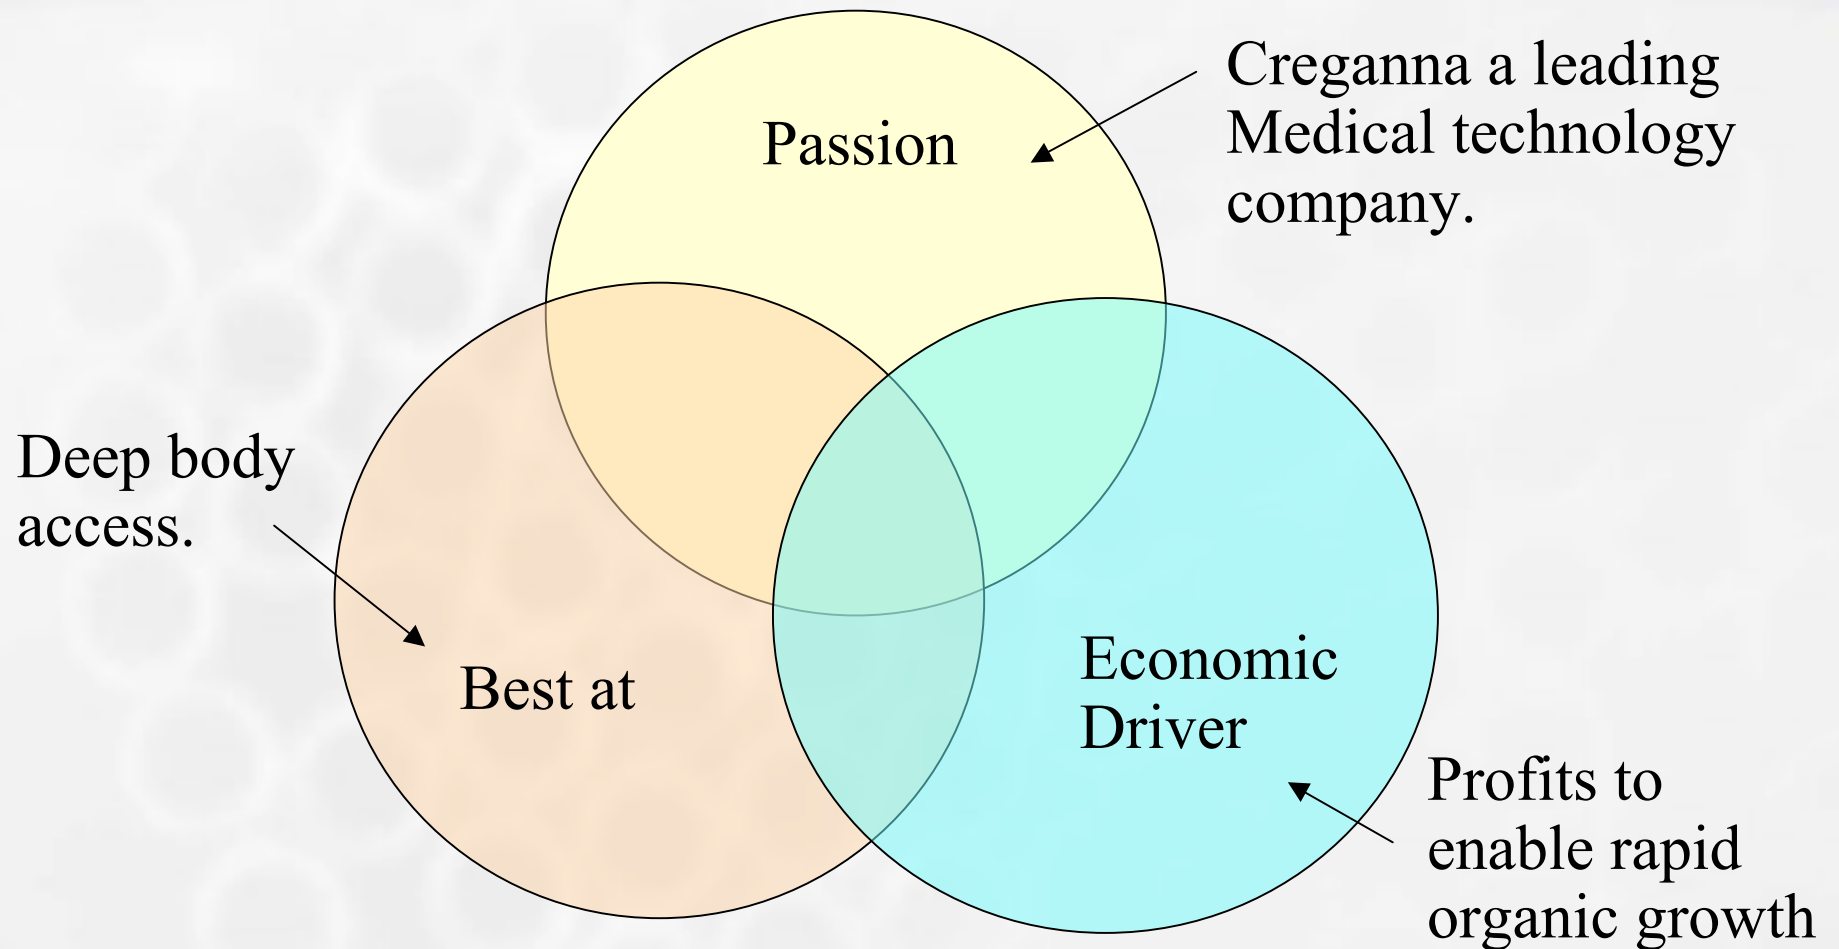 Creganna a leading
Medical technology
company.
Passion
Deep body
access.
Best at
Economic
Driver
Profits to
enable rapid
organic growth